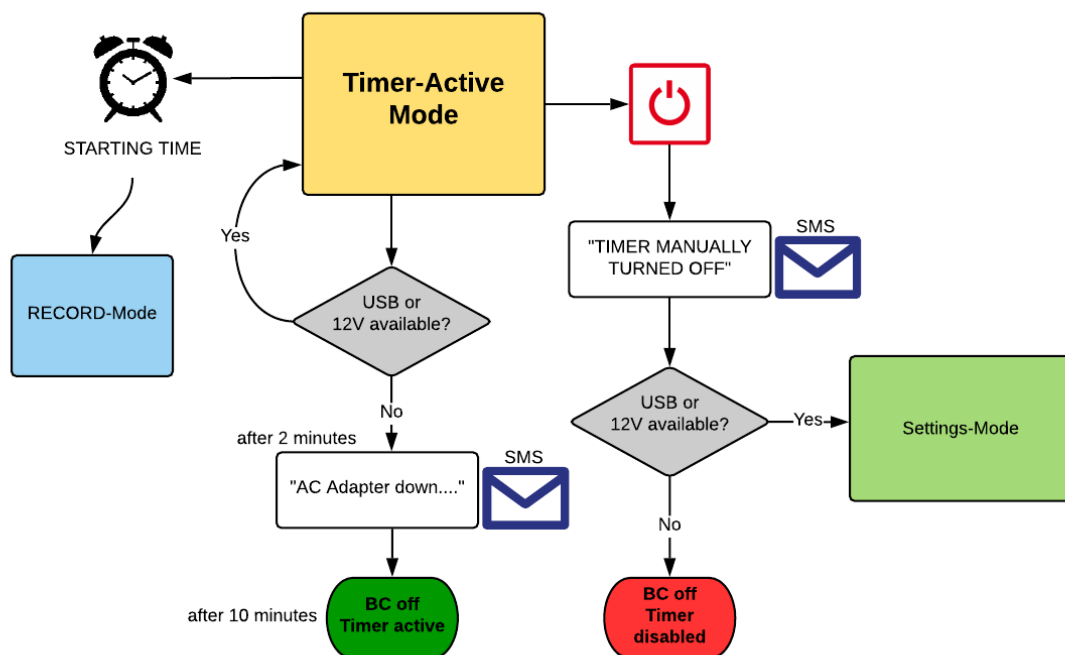 Timer-Active
Mode
STARTING TIME
RECORD-Mode
Yes
USB or
12V available?
No
after 2 minutes
"AC Adapter down...."
SMS
after 10 minutes
BC off
Timer active
"TIMER MANUALLY
TURNED OFF"
SMS
USB or
12V available?
Yes
Settings-Mode
No
BC off
Timer
disabled